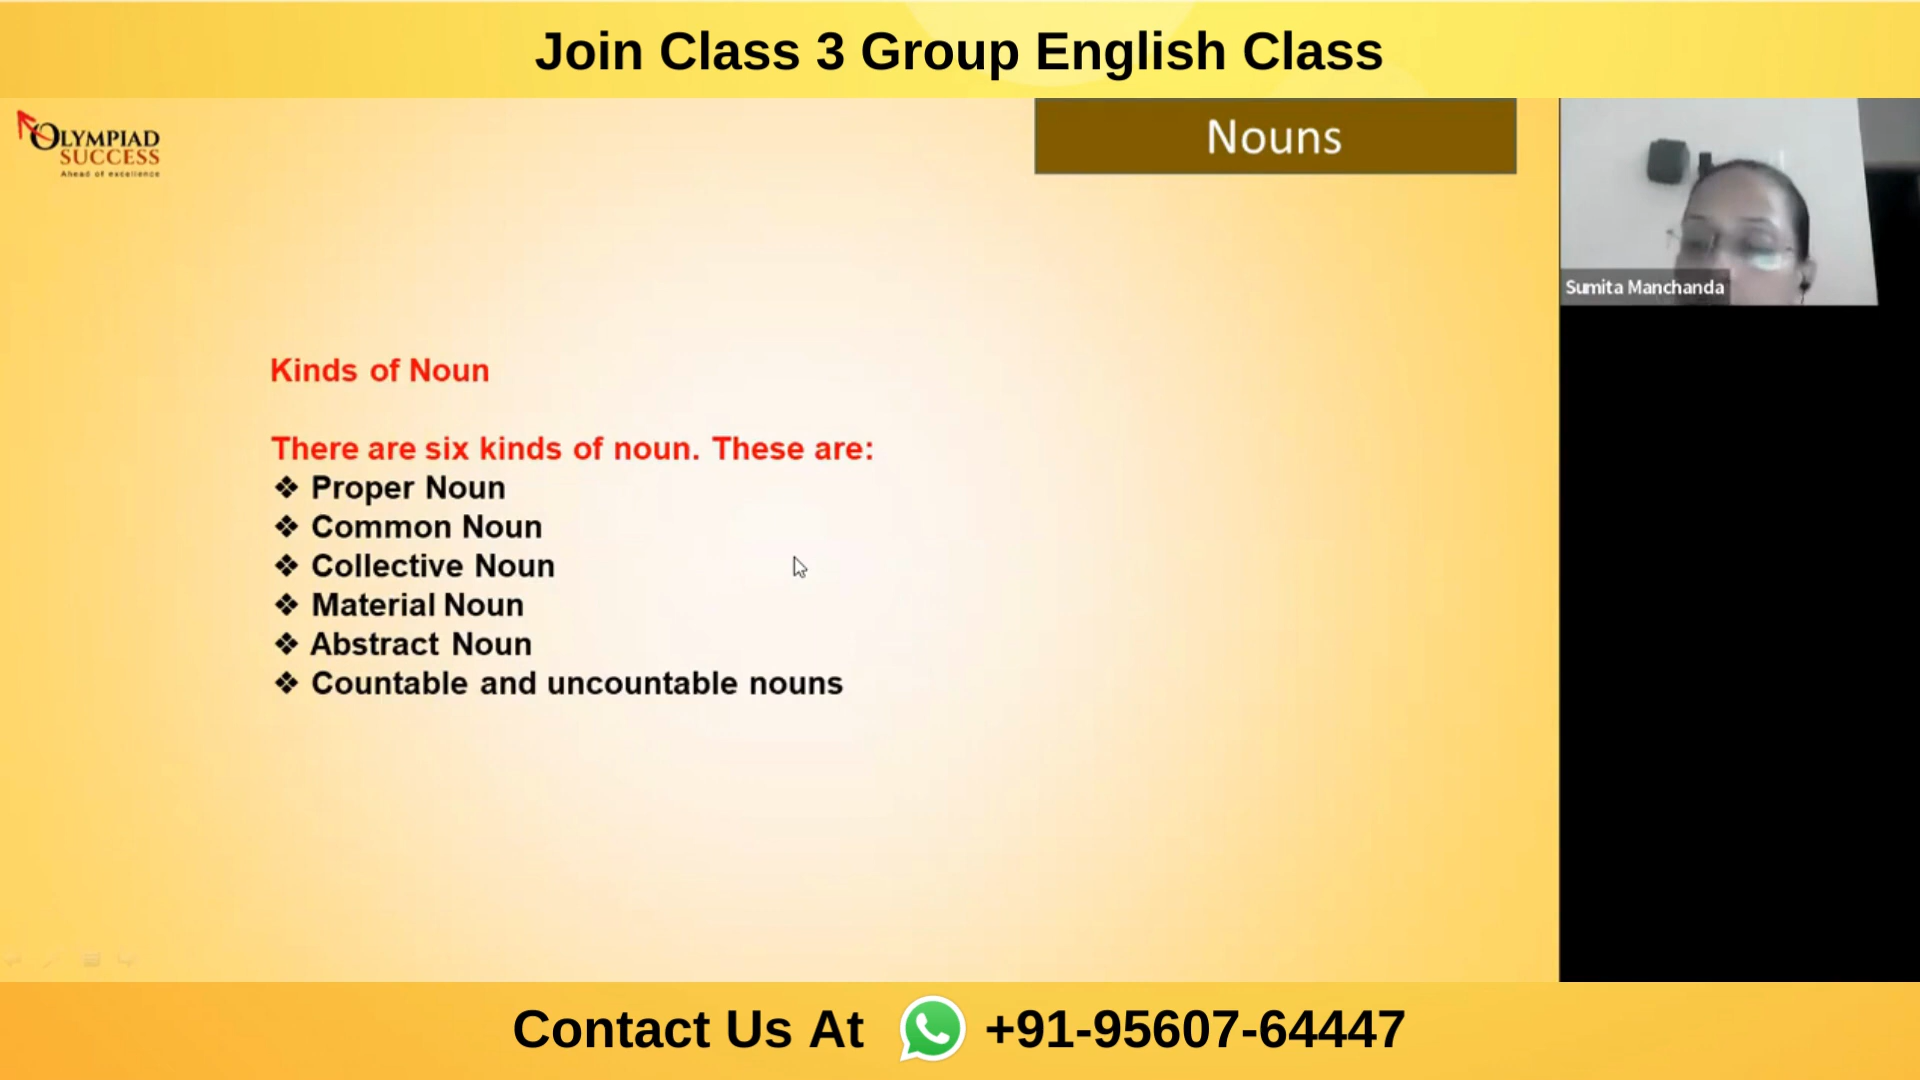 Join Class 3 Group English Class
OLYMPIAD
SUCCESS
Ahead of excellence
Nouns
Sumita Manchanda
Kinds of Noun
There are six kinds of noun. These are:
❖ Proper Noun
❖ Common Noun
❖ Collective Noun
❖ Material Noun
❖ Abstract Noun
❖ Countable and uncountable nouns
Contact Us At +91-95607-64447